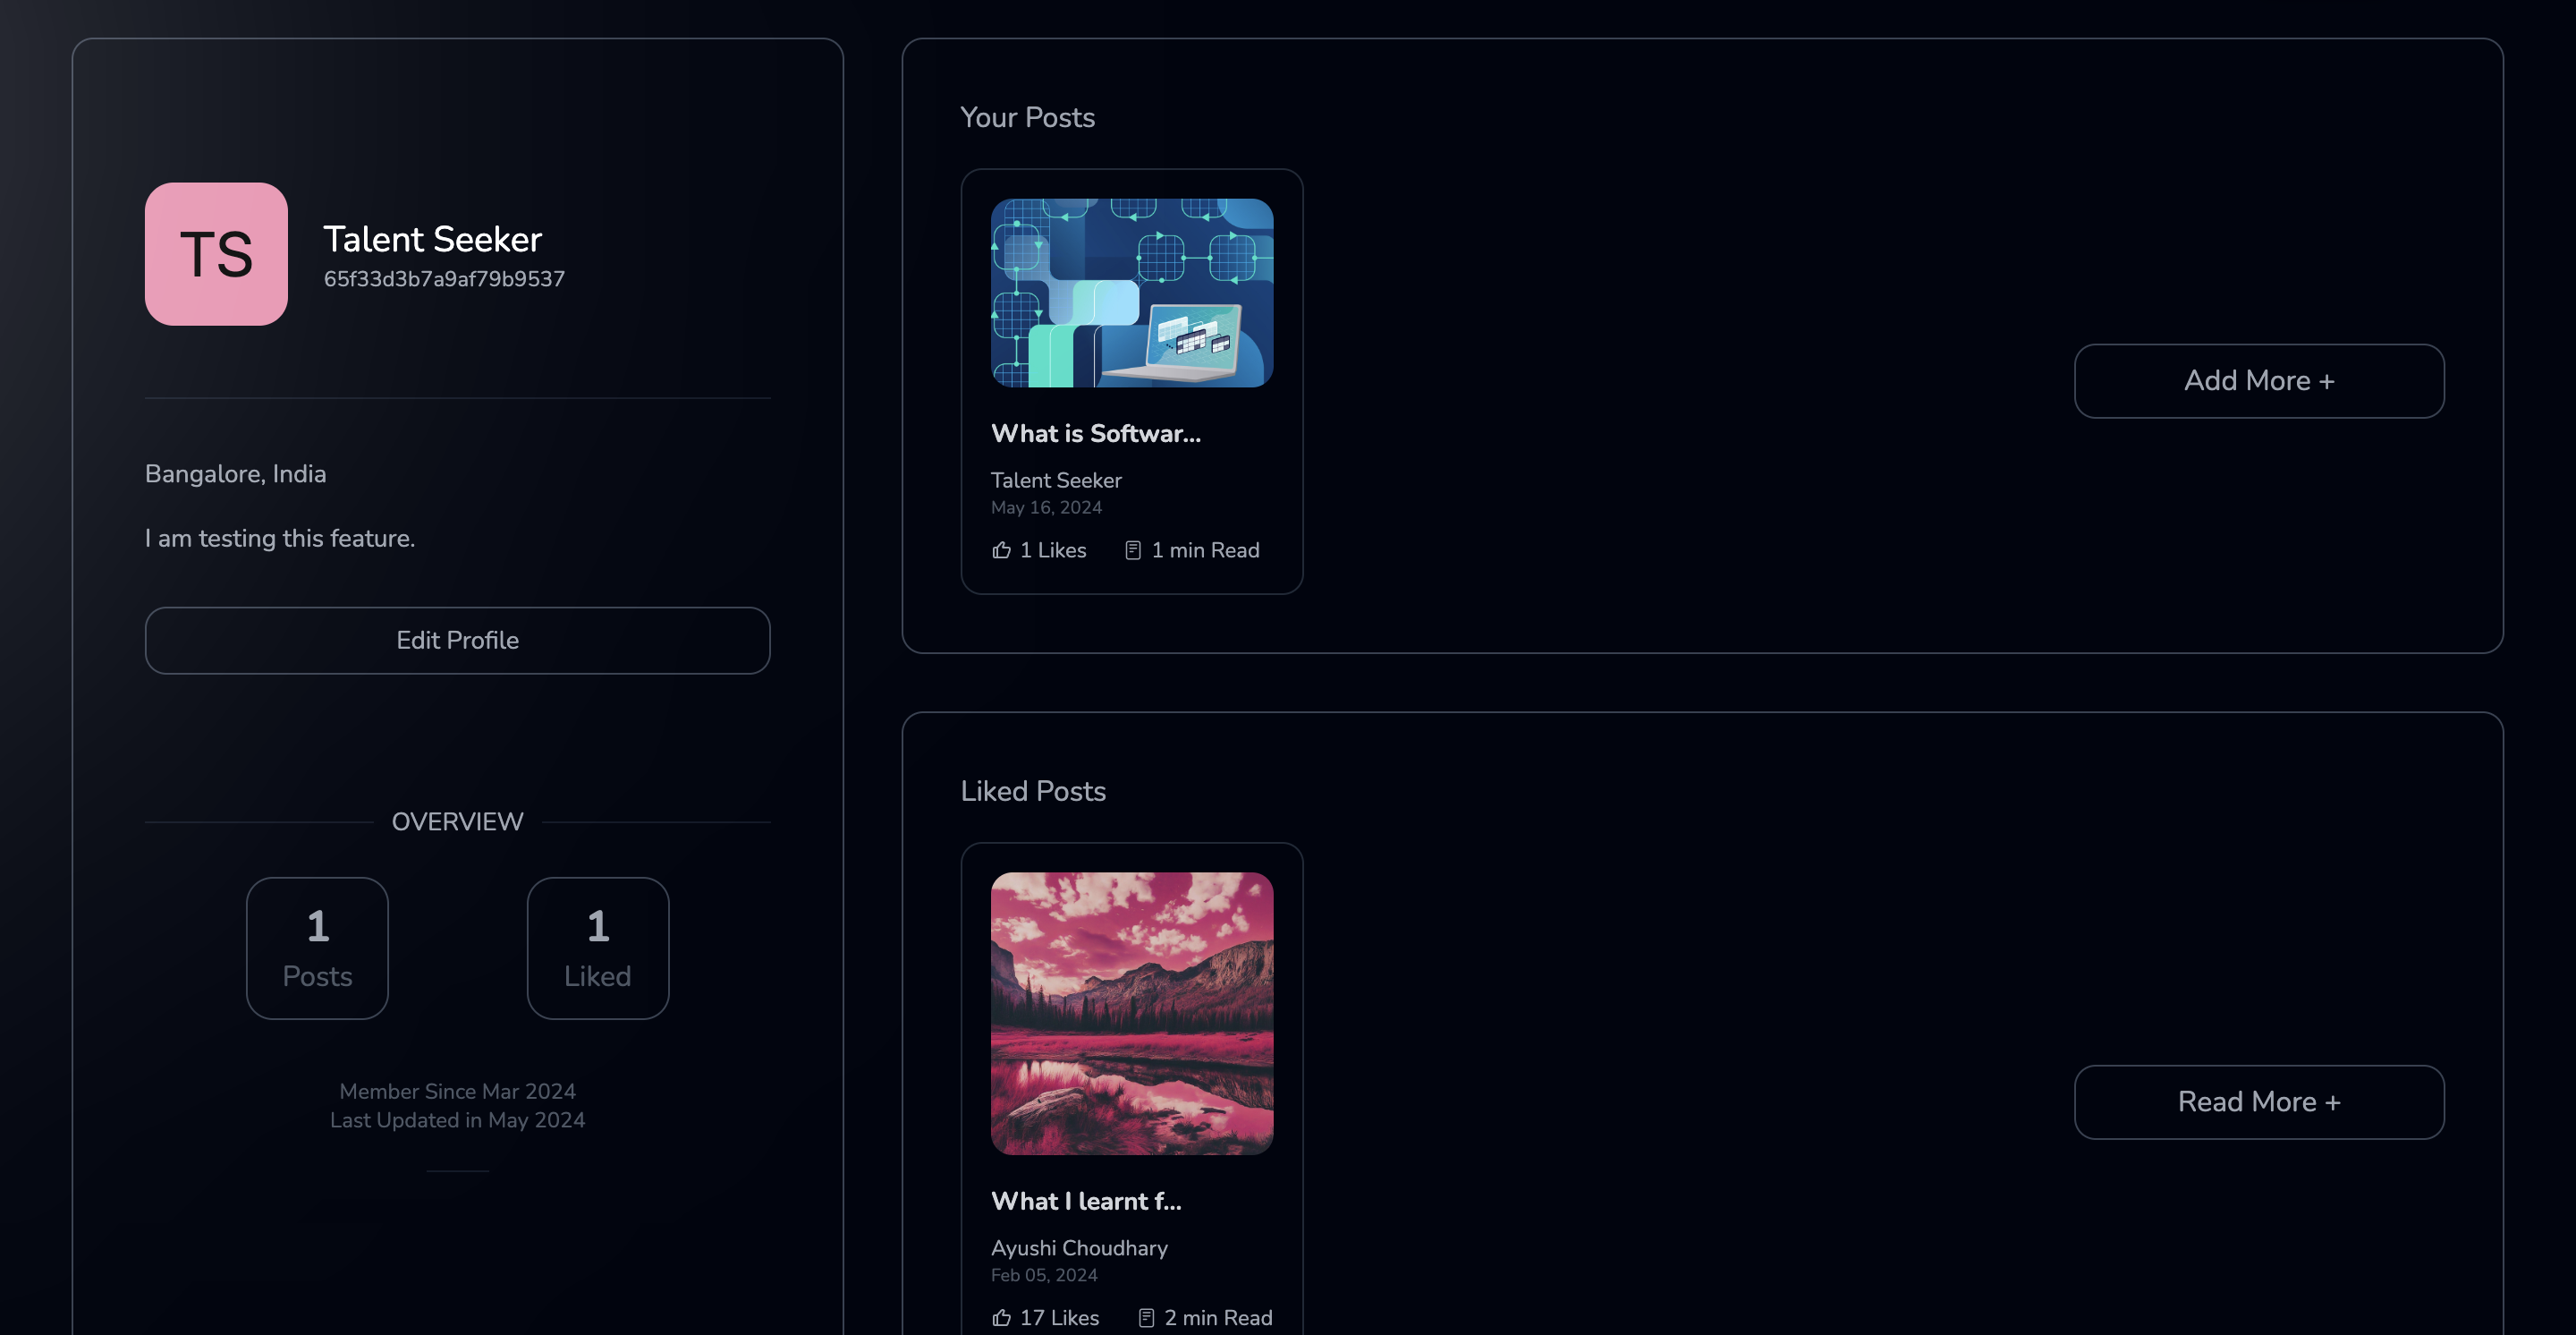 TS
Talent Seeker
65f33d3b7a9af79b9537
Bangalore, India
I am testing this feature.
Edit Profile
OVERVIEW
1
Posts
1
Liked
Member Since Mar 2024
Last Updated in May 2024
Your Posts
What is Softwar...
Talent Seeker
May 16, 2024
1 Likes
1 min Read
Add More +
Liked Posts
What I learnt f...
Ayushi Choudhary
Feb 05, 2024
17 Likes
2 min Read
Read More +